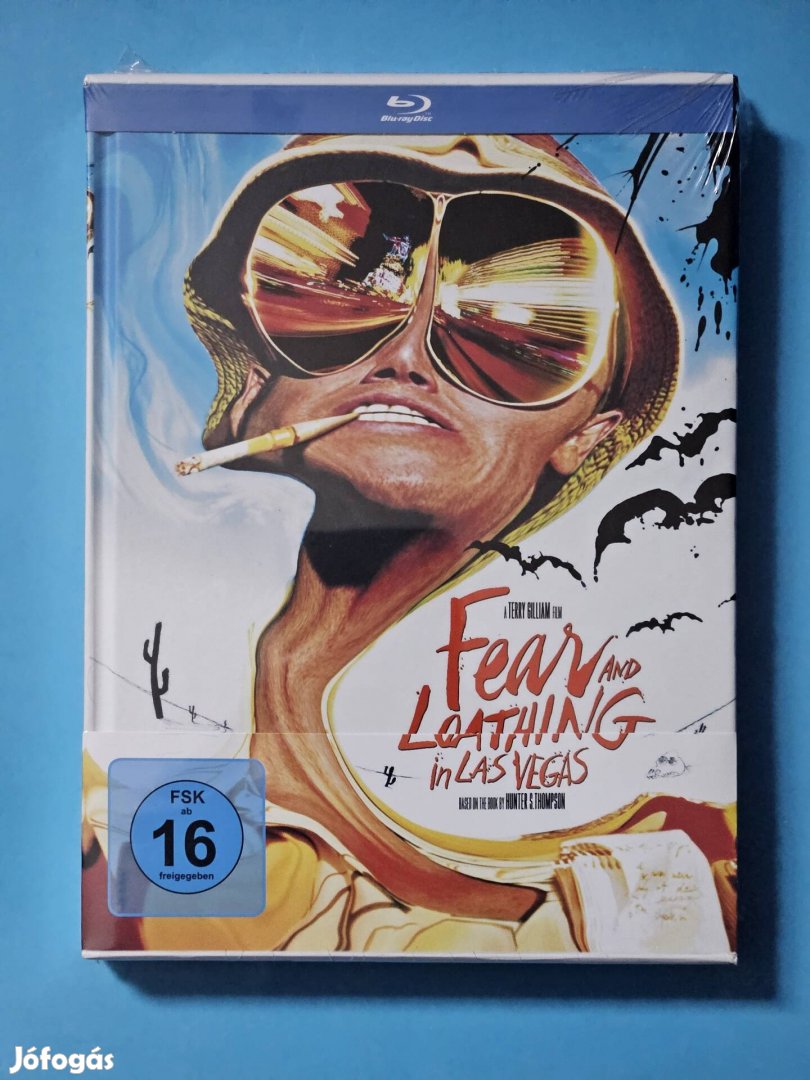 Blu-ray Disc
A TERRY GILLIAM FILM
Fear AND
LOATHING
in LAS VEGAS
BASED ON THE BOOK BY HUNTER S. THOMPSON
FSK
ab
16
freigegeben
Jófogás